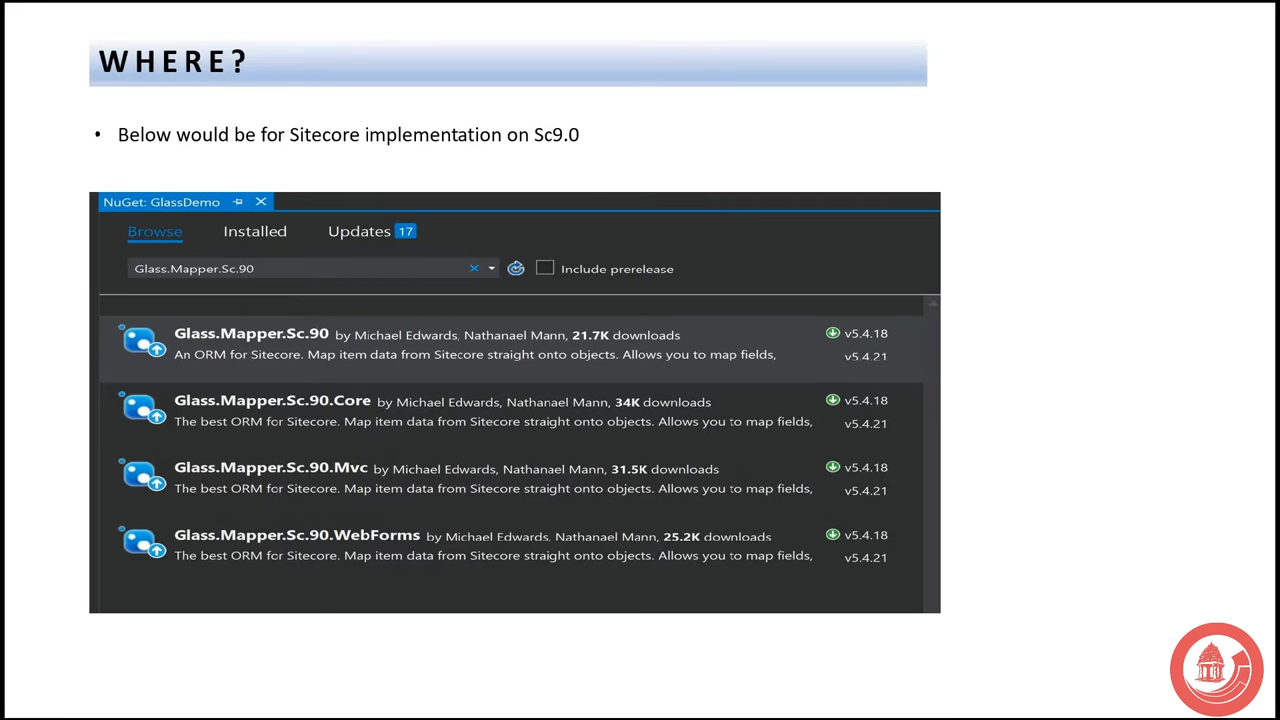 WHERE?
• Below would be for Sitecore implementation on Sc9.0
NuGet: GlassDemo
Browse Installed Updates 17
Glass.Mapper.Sc.90 Include prerelease
Glass.Mapper.Sc.90 by Michael Edwards, Nathanael Mann, 21.7K downloads v5.4.18
An ORM for Sitecore. Map item data from Sitecore straight onto objects. Allows you to map fields, v5.4.21
Glass.Mapper.Sc.90.Core by Michael Edwards, Nathanael Mann, 34K downloads v5.4.18
The best ORM for Sitecore. Map item data from Sitecore straight onto objects. Allows you to map fields, v5.4.21
Glass.Mapper.Sc.90.Mvc by Michael Edwards, Nathanael Mann, 31.5K downloads v5.4.18
The best ORM for Sitecore. Map item data from Sitecore straight onto objects. Allows you to map fields, v5.4.21
Glass.Mapper.Sc.90.WebForms by Michael Edwards, Nathanael Mann, 25.2K downloads v5.4.18
The best ORM for Sitecore. Map item data from Sitecore straight onto objects. Allows you to map fields, v5.4.21